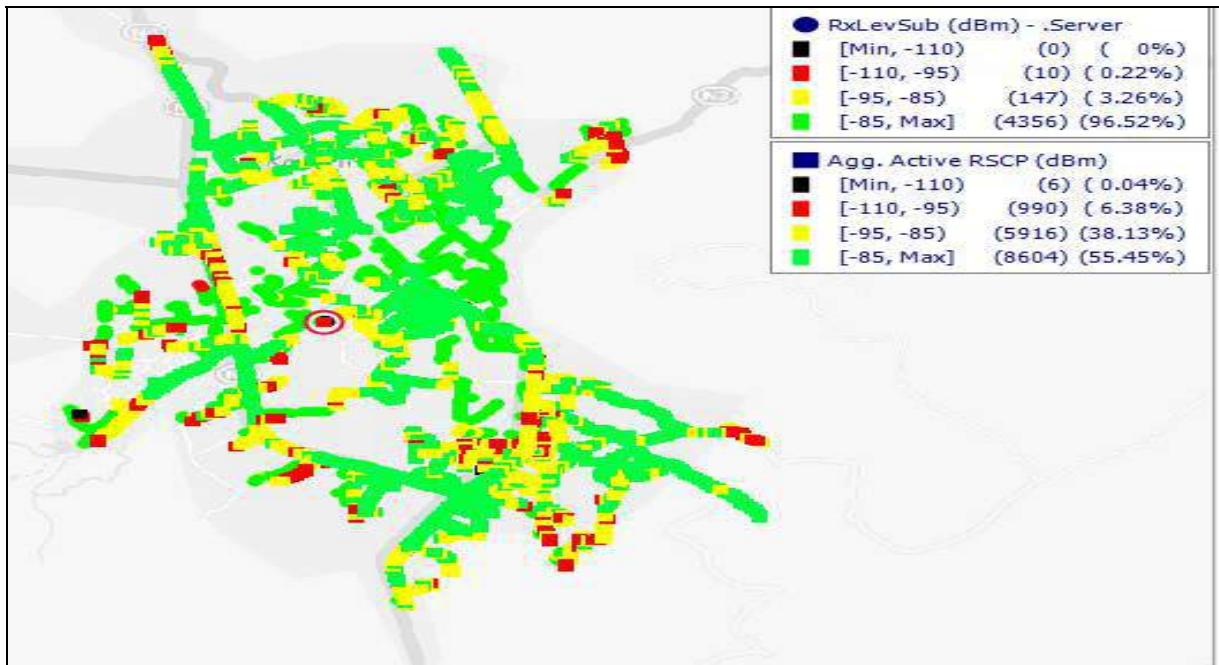 RxLevSub (dBm) - .Server
[Min, -110) (0) ( 0%)
[-110, -95) (10) ( 0.22%)
[-95, -85) (147) ( 3.26%)
[-85, Max] (4356) (96.52%)
Agg. Active RSCP (dBm)
[Min, -110) (6) ( 0.04%)
[-110, -95) (990) ( 6.38%)
[-95, -85) (5916) (38.13%)
[-85, Max] (8604) (55.45%)